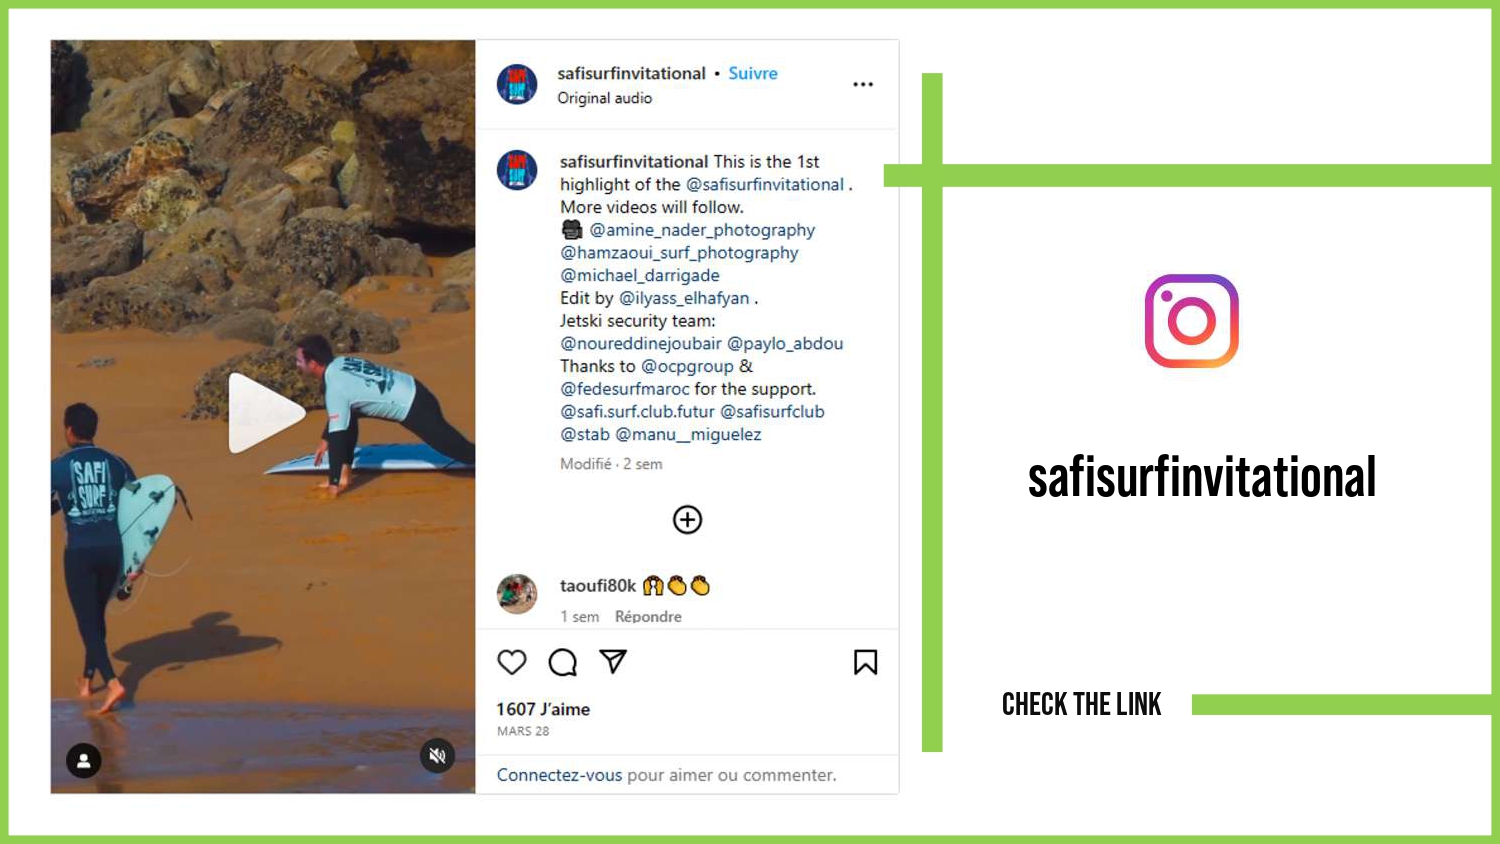 safisurfinvitational • Suivre
Original audio
safisurfinvitational This is the 1st
highlight of the @safisurfinvitational .
More videos will follow.
@amine_nader_photography
@hamzaoui_surf_photography
@michael_darrigade
Edit by @ilyass_elhafyan .
Jetski security team:
@noureddinejoubair @paylo_abdou
Thanks to @ocpgroup &
@fedesurfmaroc for the support.
@safi.surf.club.futur @safisurfclub
@stab @manu__miguelez
Modifié · 2 sem
taoufi80k
1 sem Répondre
1607 J'aime
MARS 28
Connectez-vous pour aimer ou commenter.
SAFI
SURF
SAFI
SURF
safisurfinvitational
CHECK THE LINK